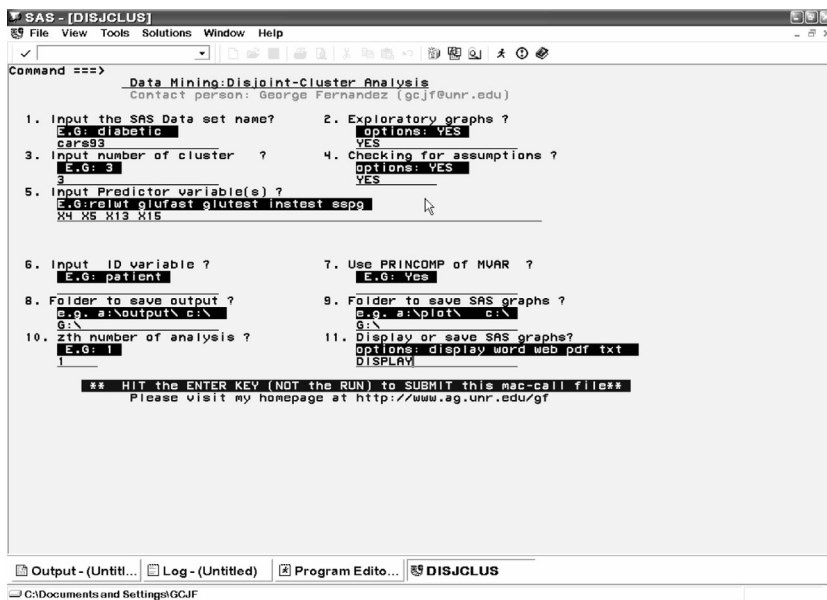 SAS - [DISJCLUS]
File View Tools Solutions Window Help
Command ===>
Data Mining:Disjoint-Cluster Analysis
Contact person: George Fernandez (gcjf@unr.edu)
1. Input the SAS Data set name? 2. Exploratory graphs ?
E.G: diabetic options: YES
cars93 YES
3. Input number of cluster ? 4. Checking for assumptions ?
E.G: 3 options: YES
3 YES
5. Input Predictor variable(s) ?
E.G:relwt glufast glutest instest sspg
X4 X5 X13 X15
6. Input ID variable ? 7. Use PRINCOMP of MVAR ?
E.G: patient E.G: Yes
8. Folder to save output ? 9. Folder to save SAS graphs ?
e.g. a:\output\ c:\ e.g. a:\plot\ c:\
G:\ G:\
10. zth number of analysis ? 11. Display or save SAS graphs?
E.G: 1 options: display word web pdf txt
1 DISPLAY
** HIT the ENTER KEY (NOT the RUN) to SUBMIT this mac-call file**
Please visit my homepage at http://www.ag.unr.edu/gf
Output - (Untitl... Log - (Untitled) Program Edito... DISJCLUS
C:\Documents and Settings\GCJF